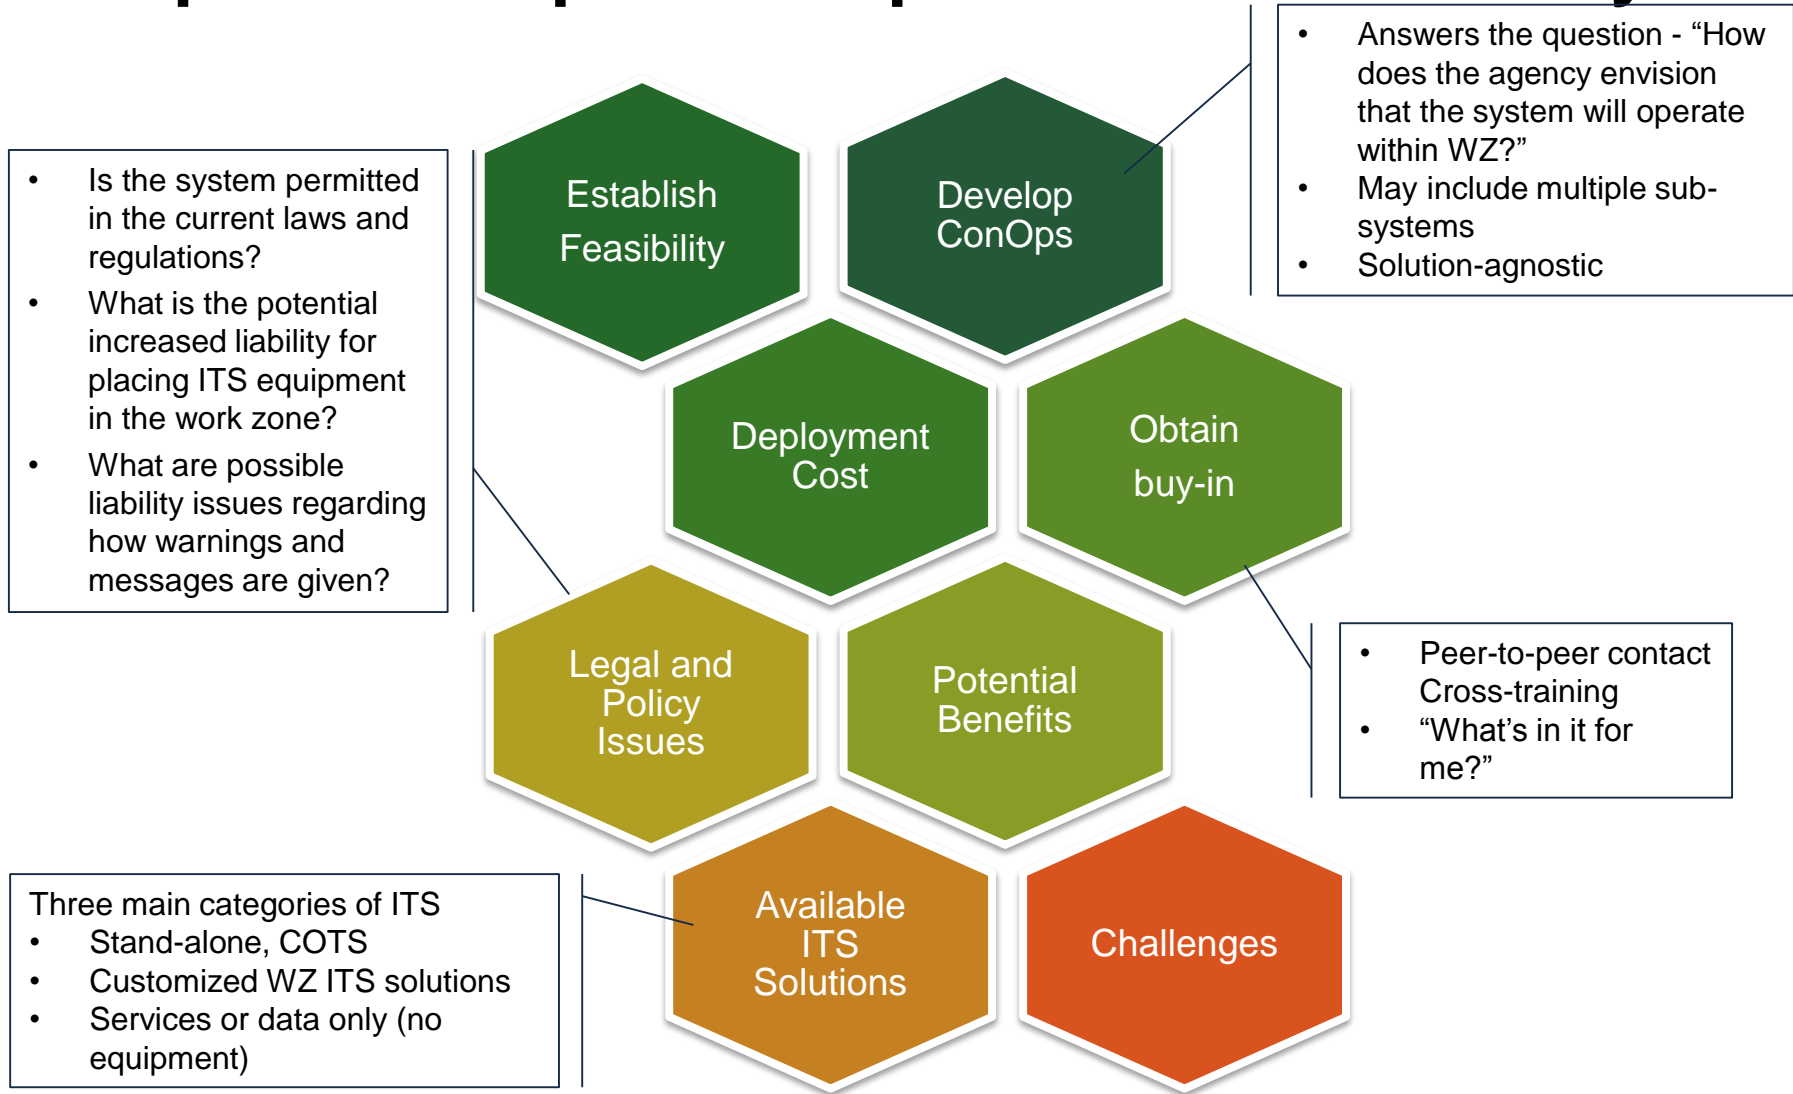 • Answers the question - “How
does the agency envision
that the system will operate
within WZ?”
• May include multiple sub-
systems
• Solution-agnostic
Establish
Feasibility
Develop
ConOps
• Is the system permitted
in the current laws and
regulations?
• What is the potential
increased liability for
placing ITS equipment
in the work zone?
• What are possible
liability issues regarding
how warnings and
messages are given?
Deployment
Cost
Obtain
buy-in
Legal and
Policy
Issues
Potential
Benefits
• Peer-to-peer contact
Cross-training
• “What’s in it for
me?”
Three main categories of ITS
• Stand-alone, COTS
• Customized WZ ITS solutions
• Services or data only (no
equipment)
Available
ITS
Solutions
Challenges